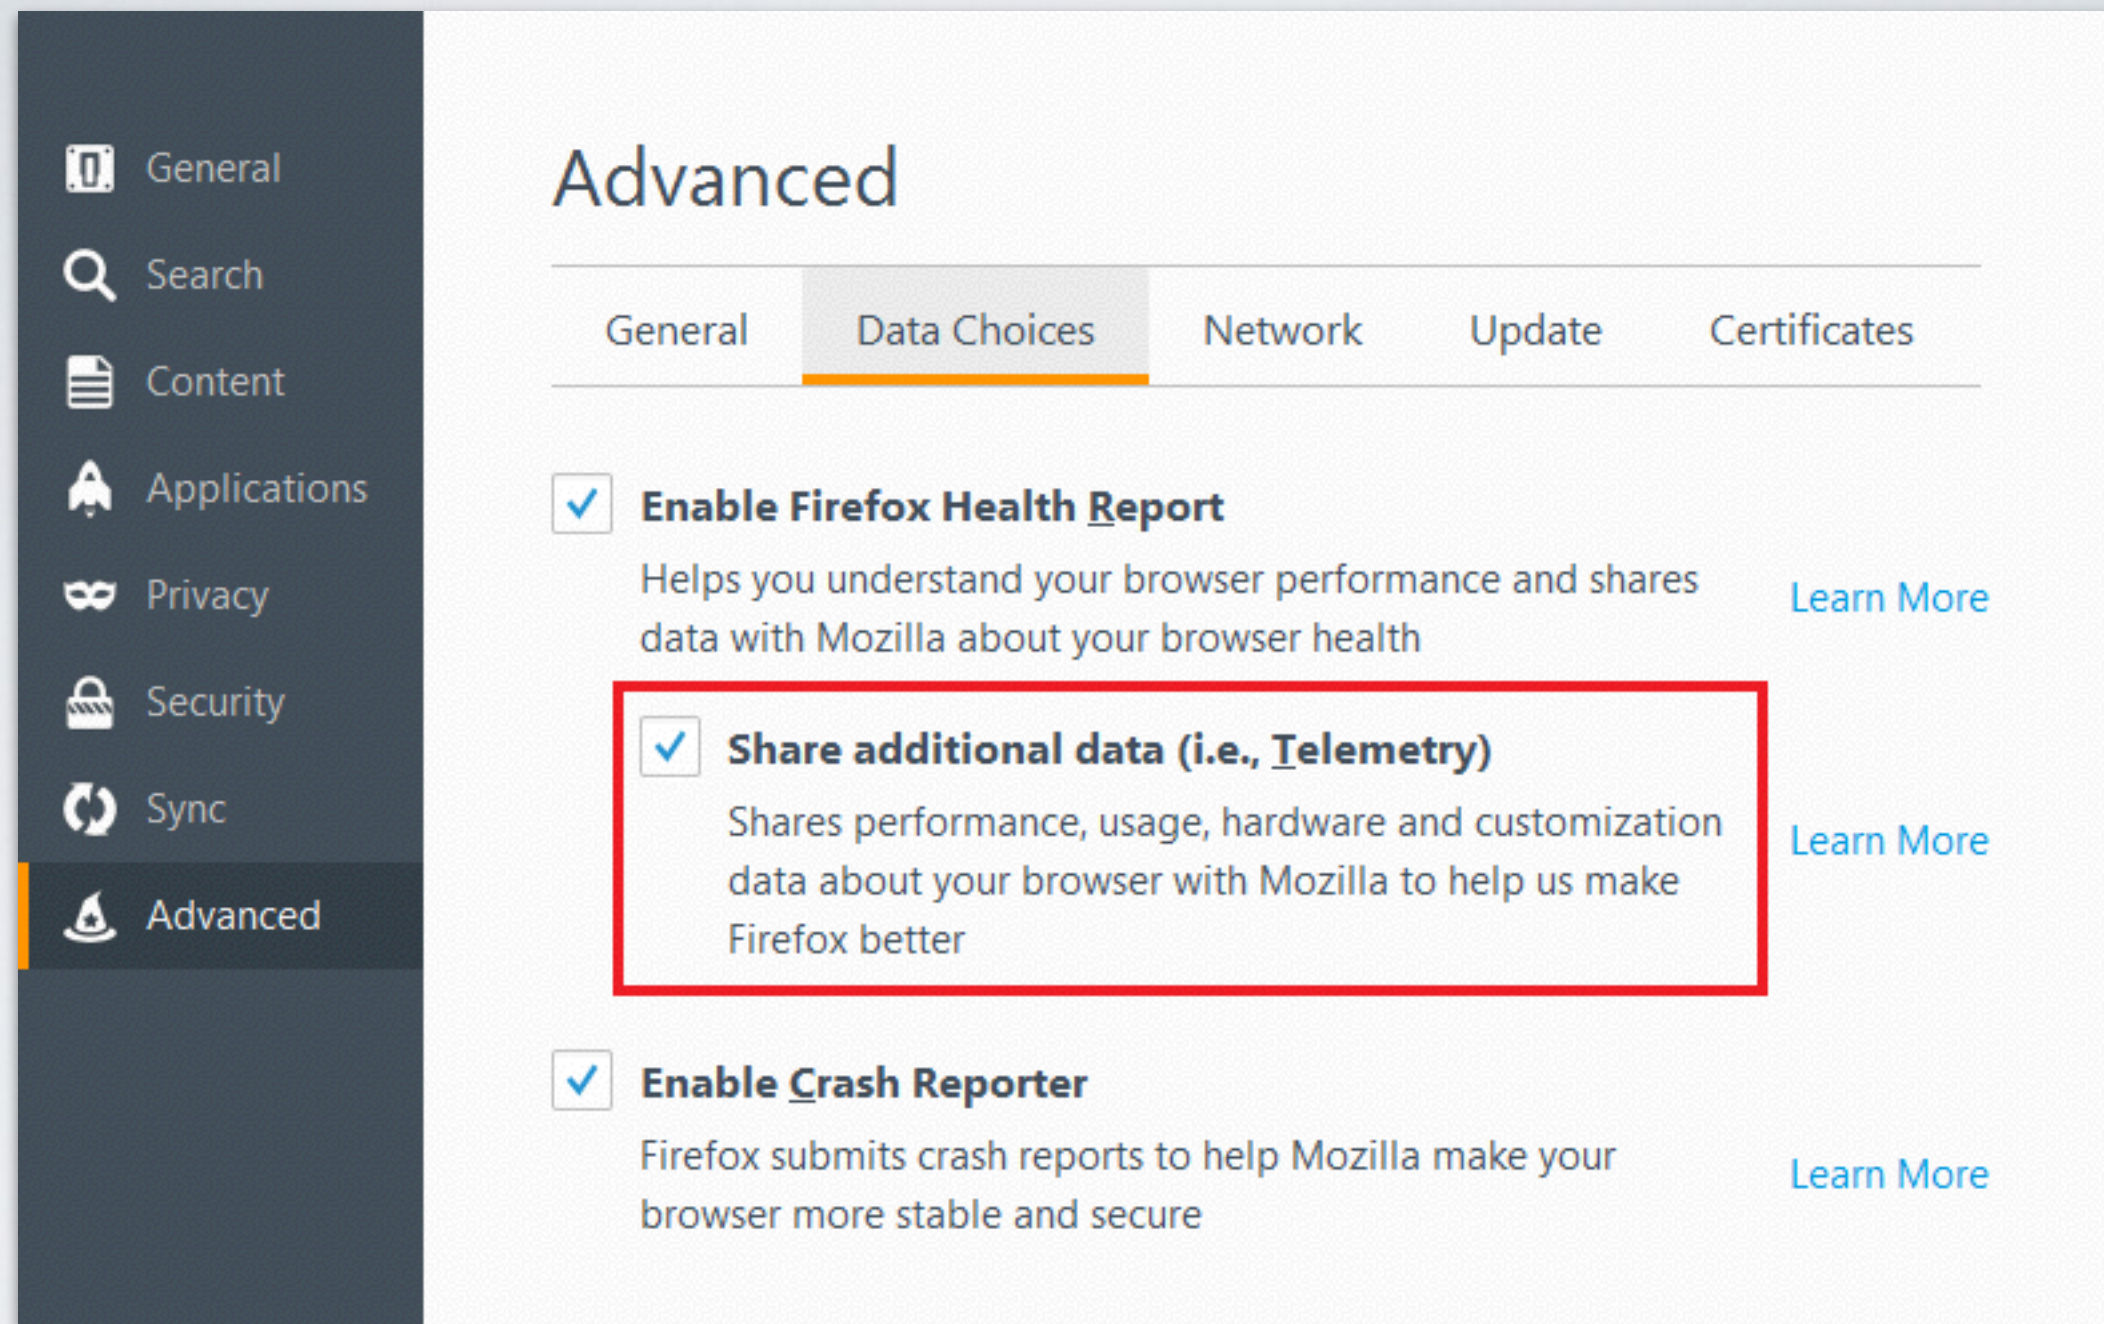 General
Search
Content
Applications
Privacy
Security
Sync
Advanced
Advanced
General Data Choices Network Update Certificates
Enable Firefox Health Report
Helps you understand your browser performance and shares
data with Mozilla about your browser health
Learn More
Share additional data (i.e., Telemetry)
Shares performance, usage, hardware and customization
data about your browser with Mozilla to help us make
Firefox better
Learn More
Enable Crash Reporter
Firefox submits crash reports to help Mozilla make your
browser more stable and secure
Learn More